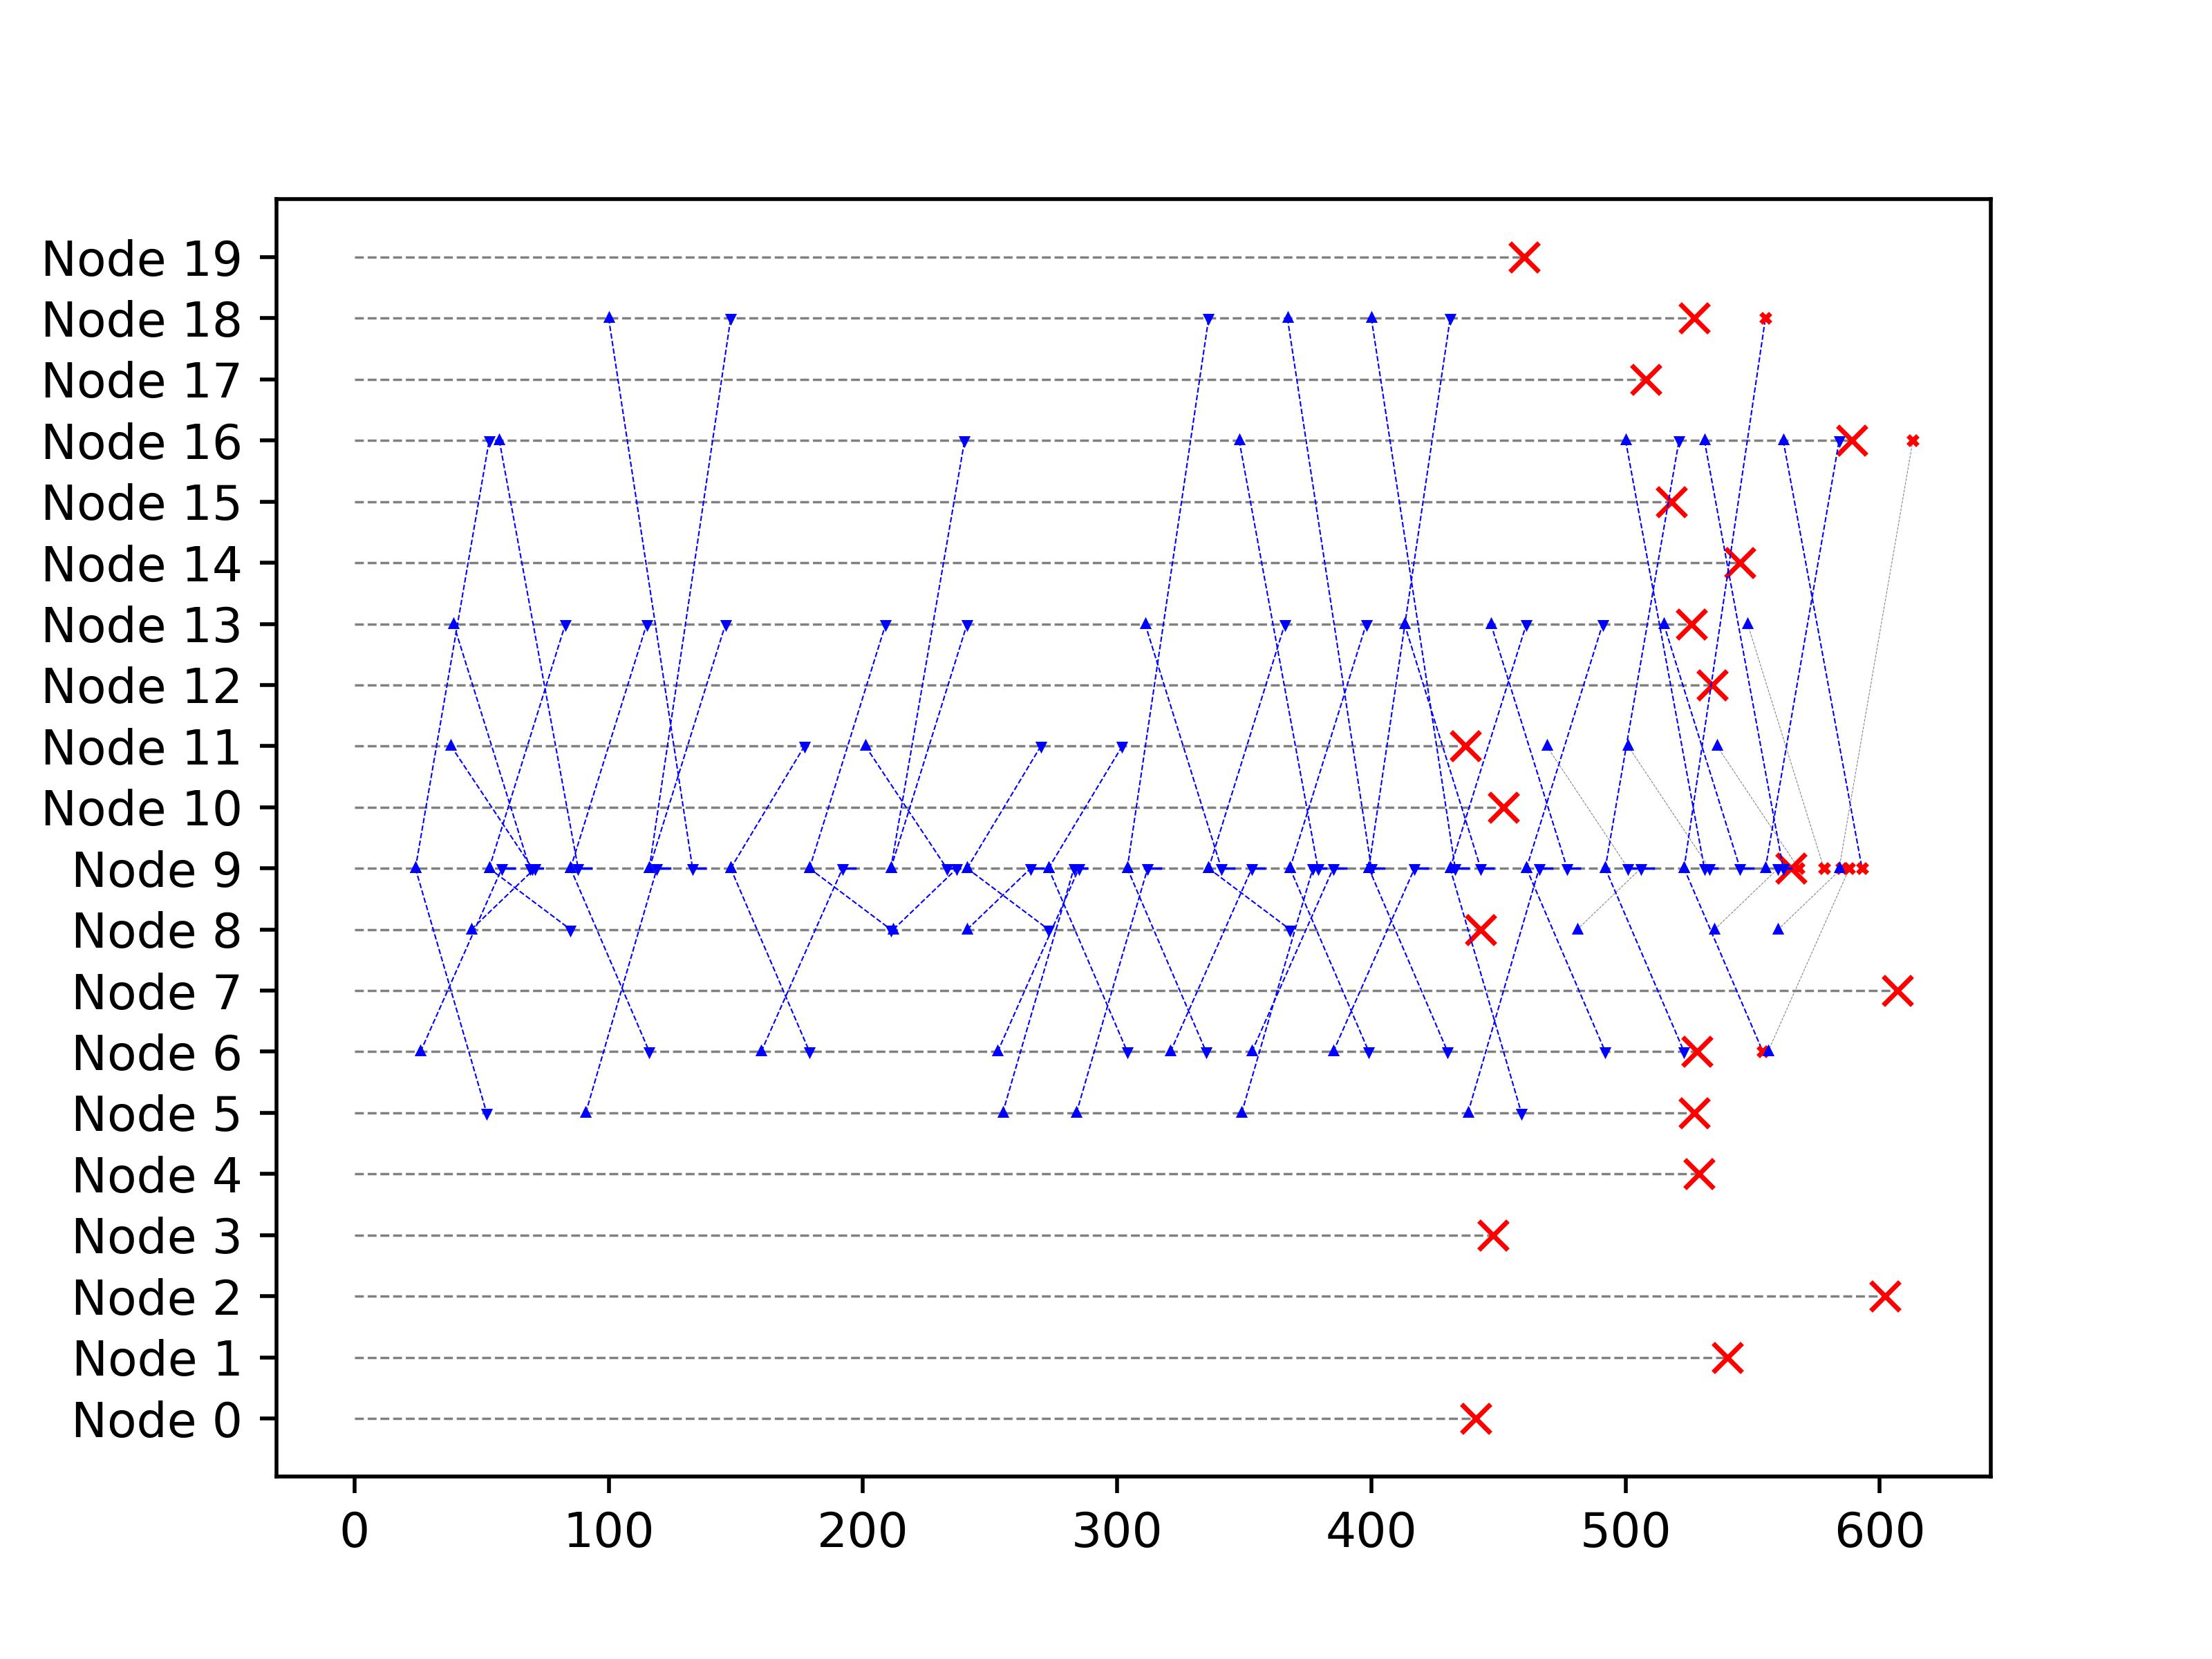 Node 19
Node 18
Node 17
Node 16
Node 15
Node 14
Node 13
Node 12
Node 11
Node 10
Node 9
Node 8
Node 7
Node 6
Node 5
Node 4
Node 3
Node 2
Node 1
Node 0
0 100 200 300 400 500 600